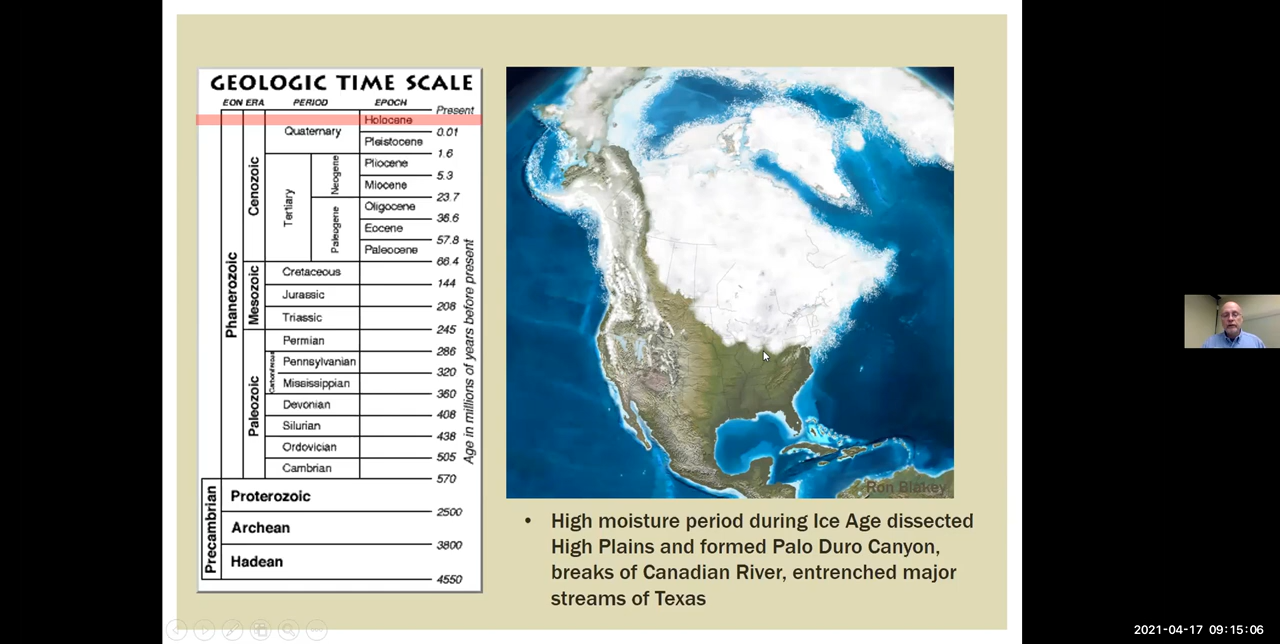 GEOLOGIC TIME SCALE
EON ERA PERIOD EPOCH
Present
Holocene
Quaternary
0.01
Pleistocene
1.6
Pliocene
5.3
Neogene
Miocene
23.7
Tertiary
Oligocene
36.6
Paleogene
Eocene
57.8
Paleocene
66.4
Cenozoic
Cretaceous
144
Jurassic
208
Triassic
245
Mesozoic
Permian
286
Pennsylvanian
320
Carboniferous
Mississippian
360
Devonian
408
Silurian
438
Ordovician
505
Cambrian
570
Paleozoic
Phanerozoic
Proterozoic
2500
Archean
3800
Hadean
4550
Precambrian
Age in millions of years before present
Ron Blakey
• High moisture period during Ice Age dissected
High Plains and formed Palo Duro Canyon,
breaks of Canadian River, entrenched major
streams of Texas
2021-04-17 09:15:06